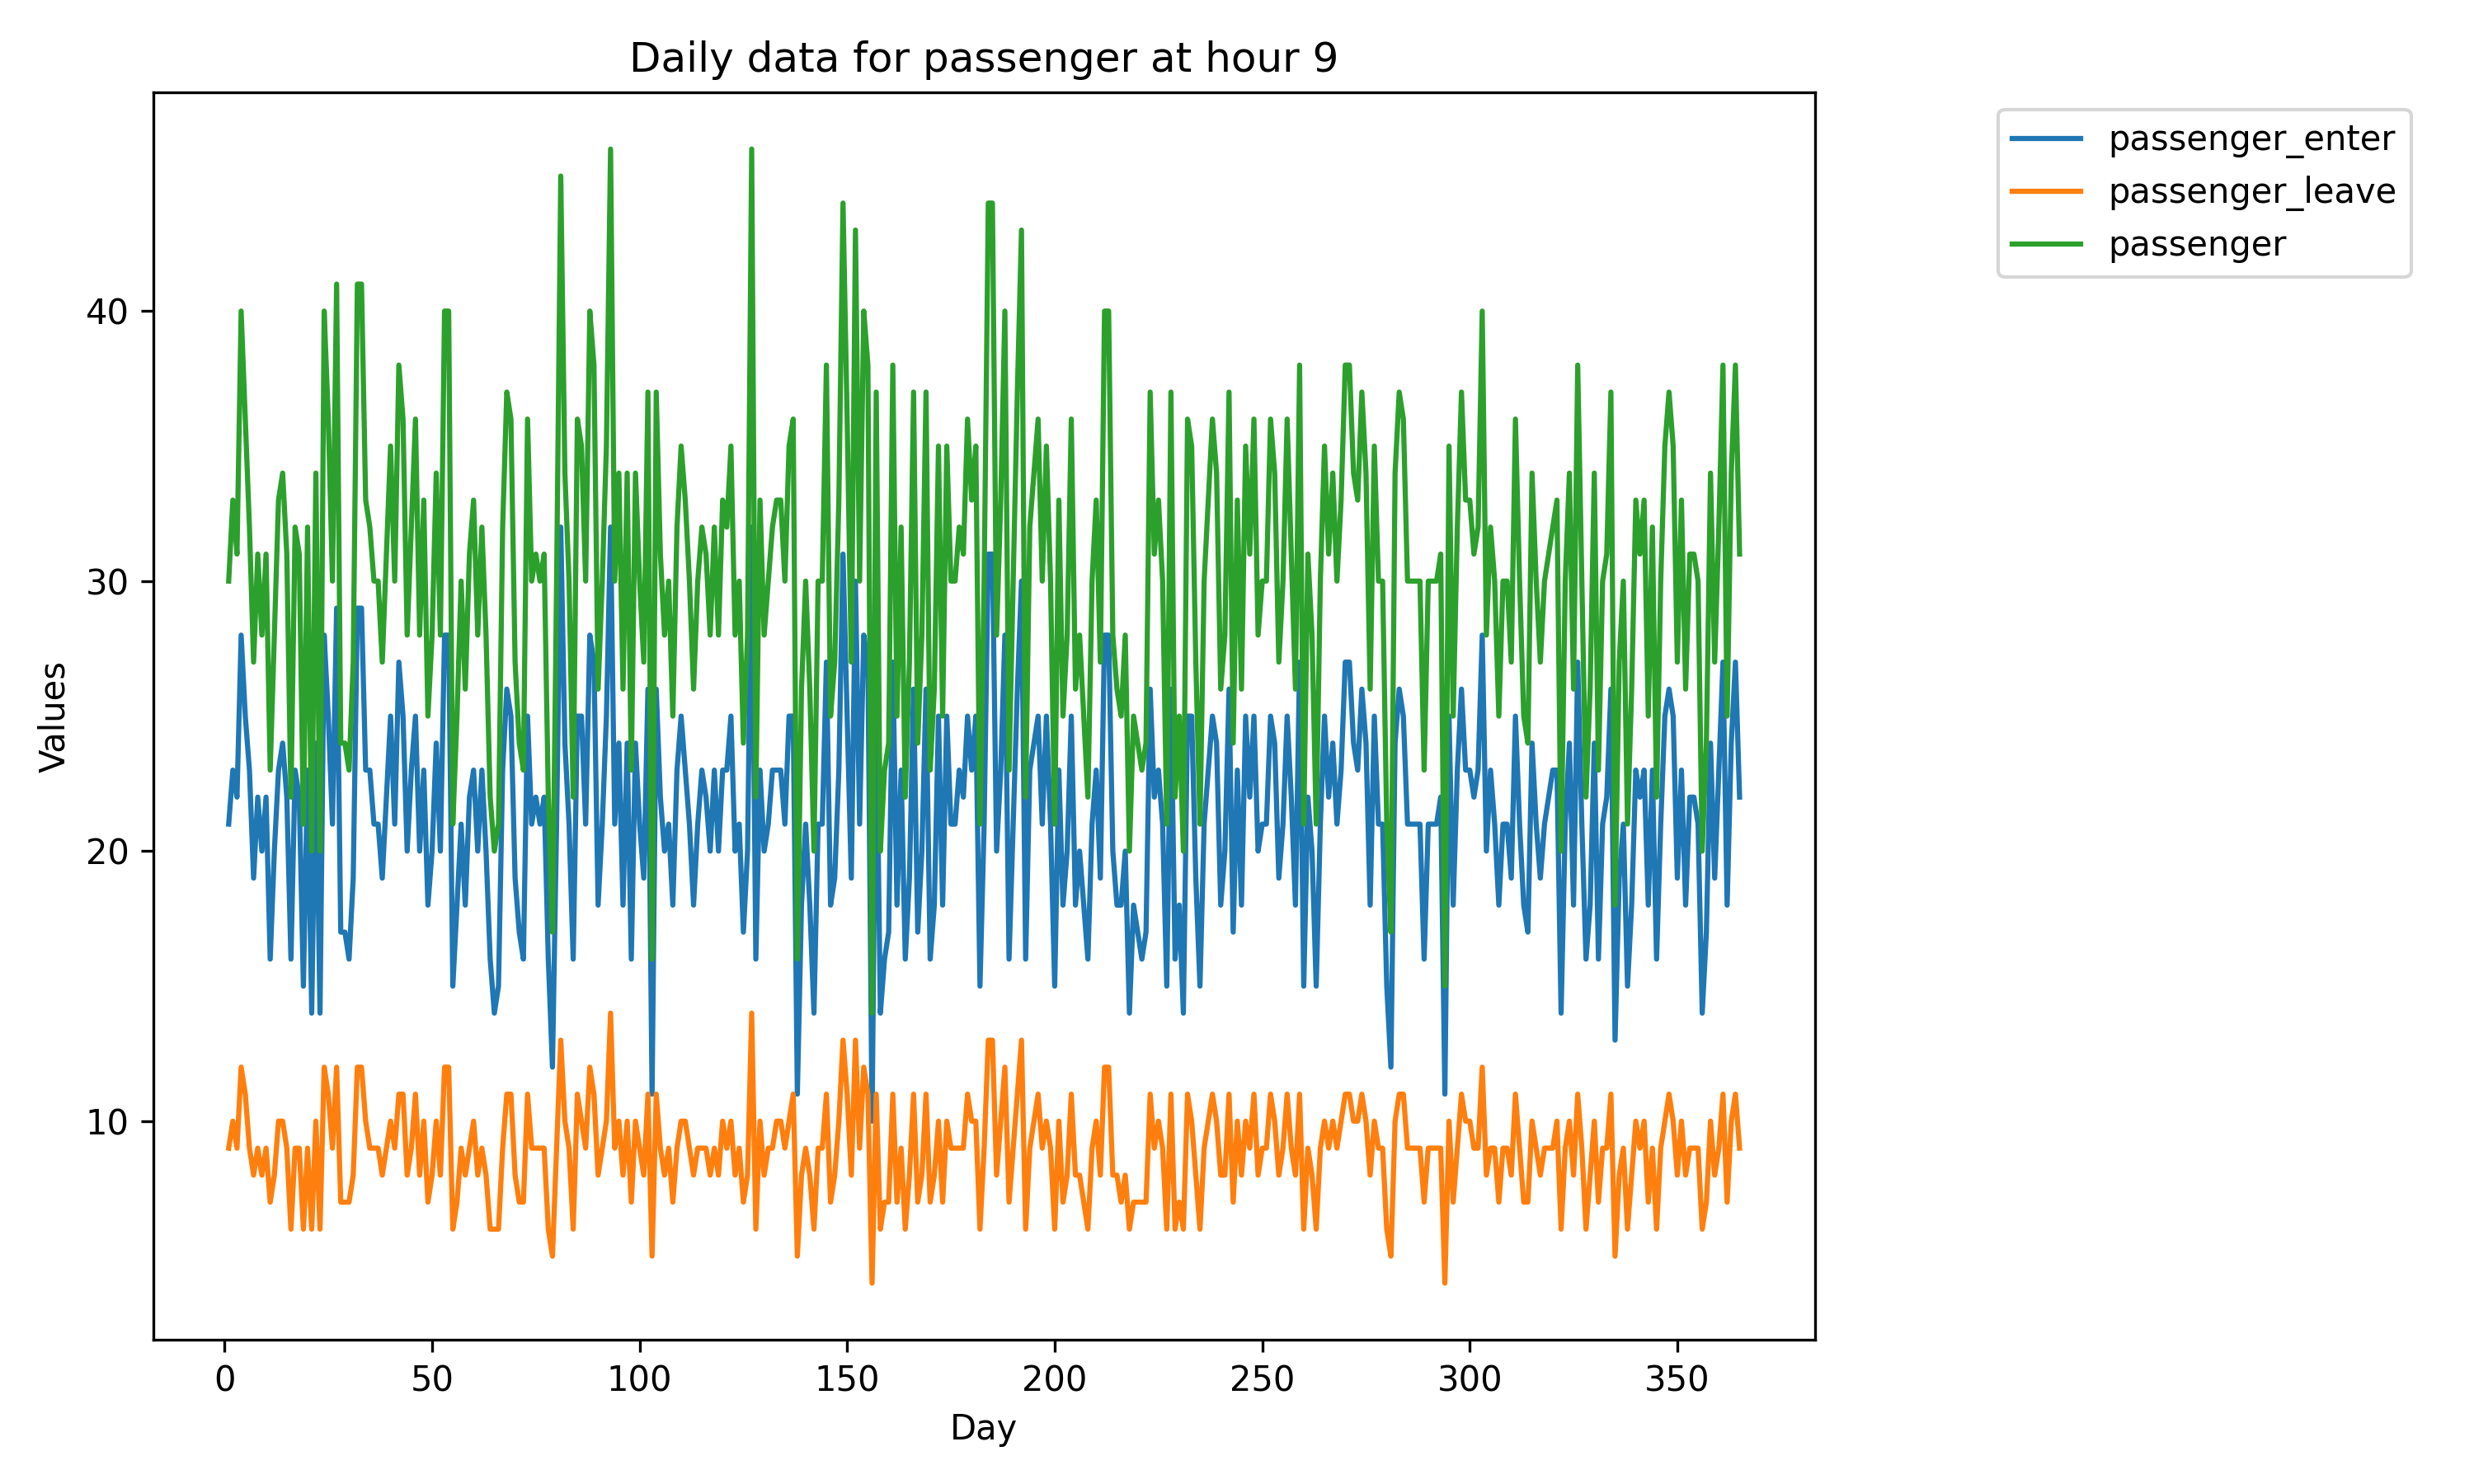 Daily data for passenger at hour 9
passenger_enter
passenger_leave
passenger
40
30
20
10
Values
0 50 100 150 200 250 300 350
Day